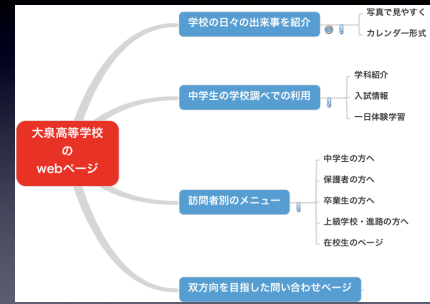 大泉高等学校
の
webページ
学校の日々の出来事を紹介
写真で見やすく
カレンダー形式
中学生の学校調べでの利用
学科紹介
入試情報
一日体験学習
訪問者別のメニュー
中学生の方へ
保護者の方へ
卒業生の方へ
上級学校・進路の方へ
在校生のページ
双方向を目指した問い合わせページ